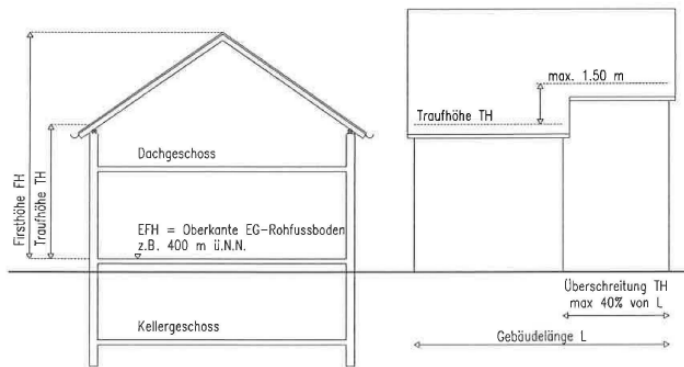 Firsthöhe FH
Traufhöhe TH
Dachgeschoss
EFH = Oberkante EG-Rohfussboden
z.B. 400 m ü.N.N.
Kellergeschoss
max. 1.50 m
Traufhöhe TH
Überschreitung TH
max 40% von L
Gebäudelänge L